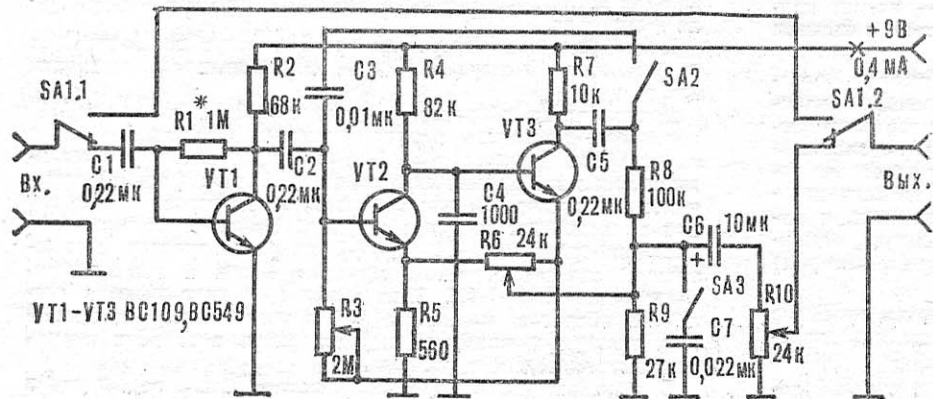 SA1.1
Вх.
C1
0,22мк
R1 * 1М
R2
68к
VT1
C2
0,22мк
C3
0,01мк
R4
82к
VT2
R3
2М
R5
560
C4
1000
R6 24к
VT3
R7
10к
C5
0,22мк
SA2
R8
100к
C6 10мк
+
SA3
R9
27к
C7
0,022мк
R10
24к
+9В
0,4 мА
SA1.2
Вых.
VT1-VT3 BC109,BC549